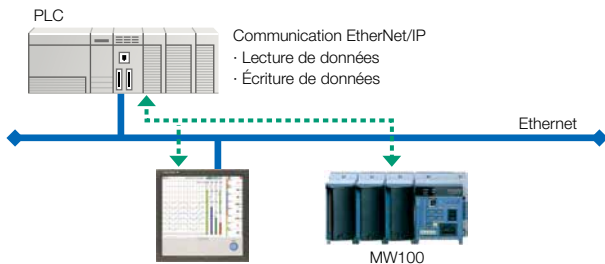 PLC
Communication EtherNet/IP
· Lecture de données
· Écriture de données
Ethernet
MW100